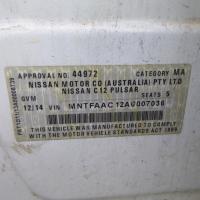 APPROVAL NO. 44972 CATEGORY MA
NISSAN MOTOR CO (AUSTRALIA) PTY LTD
NISSAN C12 PULSAR
GVM SEATS 5
12/14 VIN MNTFAAC12A0007036
THIS VEHICLE WAS MANUFACTURED TO COMPLY
WITH THE MOTOR VEHICLE STANDARDS ACT 1989